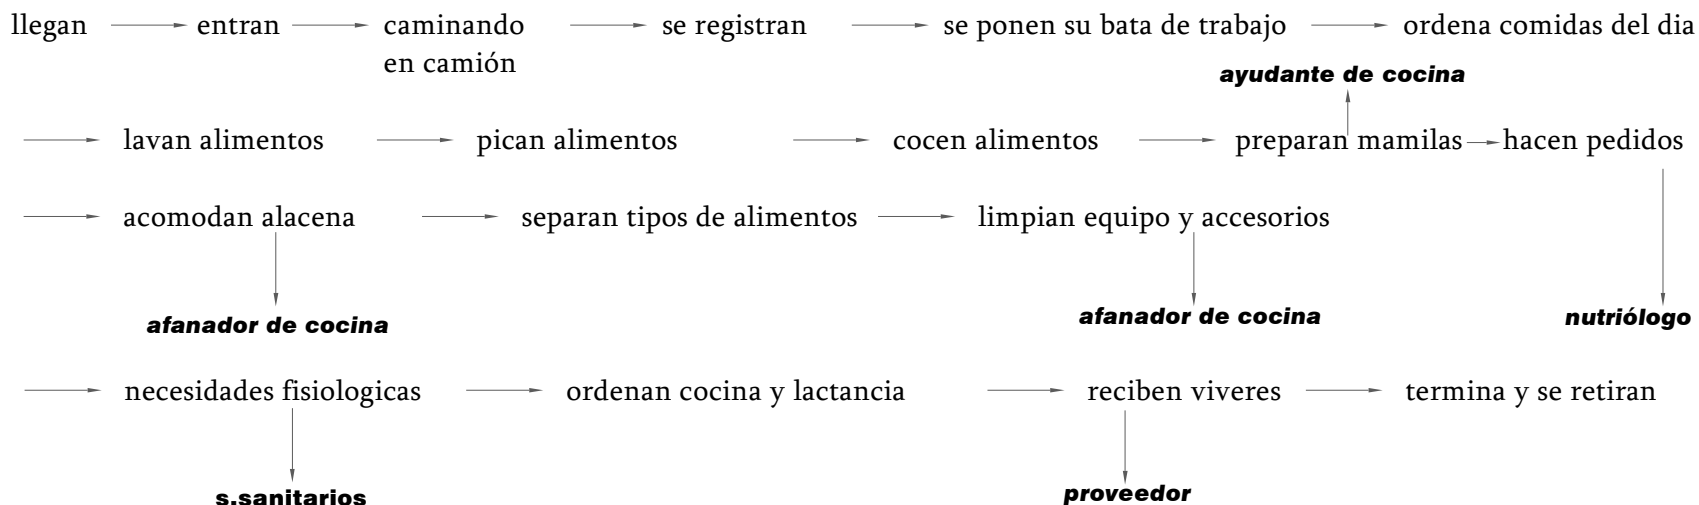 llegan entran caminando se registran se ponen su bata de trabajo ordena comidas del dia
en camión
ayudante de cocina
lavan alimentos pican alimentos cocen alimentos preparan mamilas hacen pedidos
acomodan alacena separan tipos de alimentos limpian equipo y accesorios
afanador de cocina afanador de cocina nutriólogo
necesidades fisiologicas ordenan cocina y lactancia reciben viveres termina y se retiran
s.sanitarios proveedor